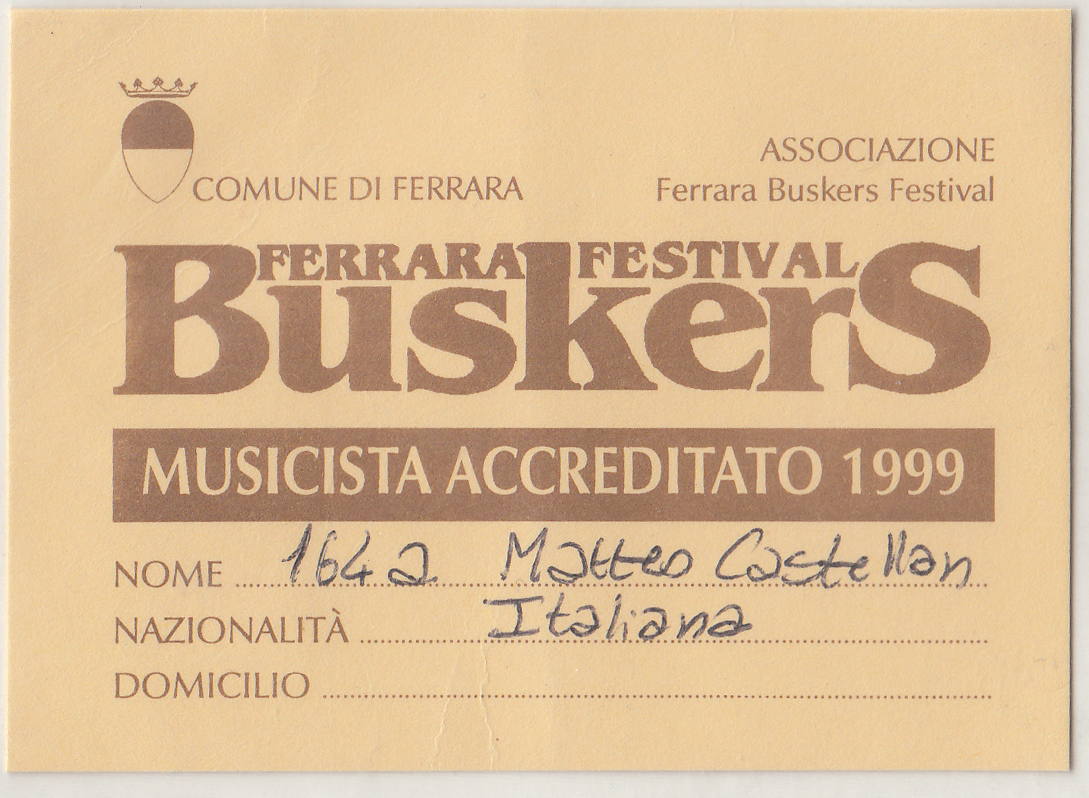 COMUNE DI FERRARA
ASSOCIAZIONE
Ferrara Buskers Festival
FERRARA FESTIVAL
BuskerS
MUSICISTA ACCREDITATO 1999
NOME 164a Matteo Castellan
NAZIONALITÀ Italiana
DOMICILIO